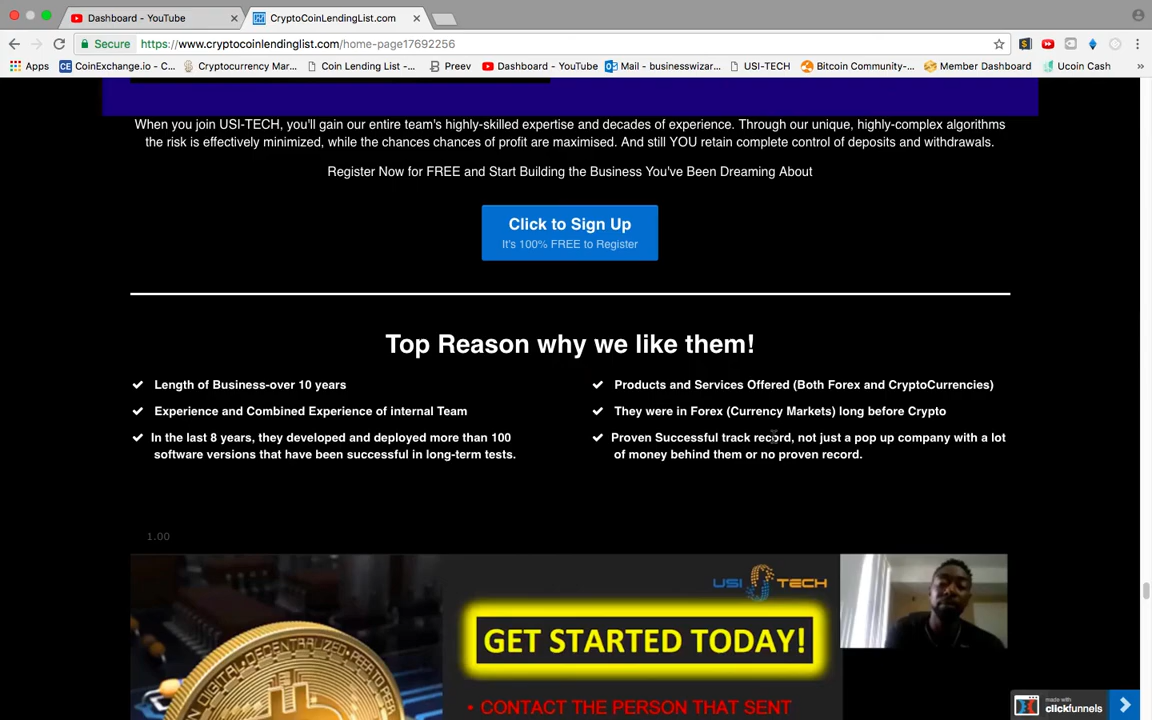 Dashboard - YouTube
CryptoCoinLendingList.com
Secure
https://www.cryptocoinlendinglist.com/home-page17692256
Apps
CoinExchange.io - C...
Cryptocurrency Mar...
Coin Lending List -...
Preev
Dashboard - YouTube
Mail - businesswizar...
USI-TECH
Bitcoin Community-...
Member Dashboard
Ucoin Cash
»
When you join USI-TECH, you'll gain our entire team's highly-skilled expertise and decades of experience. Through our unique, highly-complex algorithms
the risk is effectively minimized, while the chances chances of profit are maximised. And still YOU retain complete control of deposits and withdrawals.
Register Now for FREE and Start Building the Business You've Been Dreaming About
Click to Sign Up
It's 100% FREE to Register
Top Reason why we like them!
Length of Business-over 10 years
Experience and Combined Experience of internal Team
In the last 8 years, they developed and deployed more than 100
software versions that have been successful in long-term tests.
Products and Services Offered (Both Forex and CryptoCurrencies)
They were in Forex (Currency Markets) long before Crypto
Proven Successful track record, not just a pop up company with a lot
of money behind them or no proven record.
1.00
USI TECH
GET STARTED TODAY!
• CONTACT THE PERSON THAT SENT
DIGITAL DECENTRALIZED PEER TO PEER
made with
clickfunnels